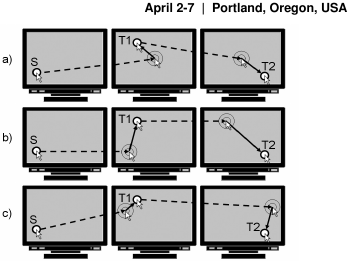 April 2-7 | Portland, Oregon, USA
a) S T1 T2
b) S T1 T2
c) S T1 T2